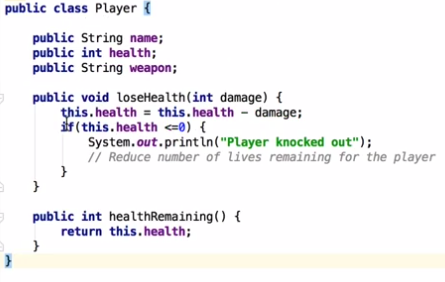 public class Player {
public String name;
public int health;
public String weapon;
public void loseHealth(int damage) {
this.health = this.health - damage;
if(this.health <=0) {
System.out.println("Player knocked out");
// Reduce number of lives remaining for the player
}
}
public int healthRemaining() {
return this.health;
}
}